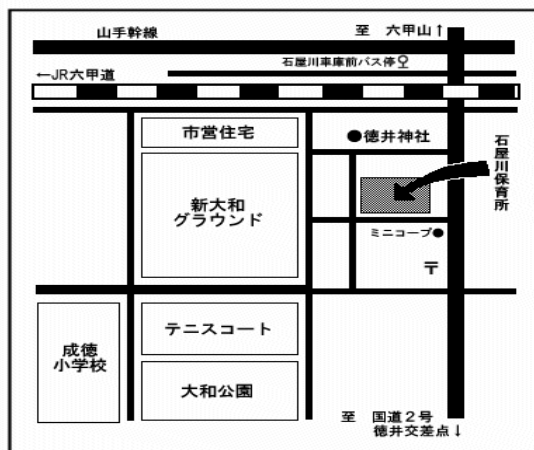 山手幹線
至 六甲山↑
石屋川車庫前バス停
←JR六甲道
市営住宅
●徳井神社
石屋川保育所
新大和
グラウンド
ミニコープ●
〒
テニスコート
成徳
小学校
大和公園
至 国道２号
徳井交差点↓